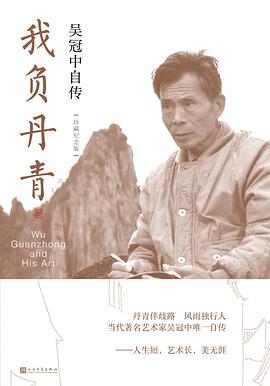 吴冠中自传
我负丹青
【珍藏纪念版】
Wu
Guanzhong
and
His Art
丹青伴歧路 风雨独行人
当代著名艺术家吴冠中唯一自传
——人生短，艺术长，美无涯
人民文学出版社